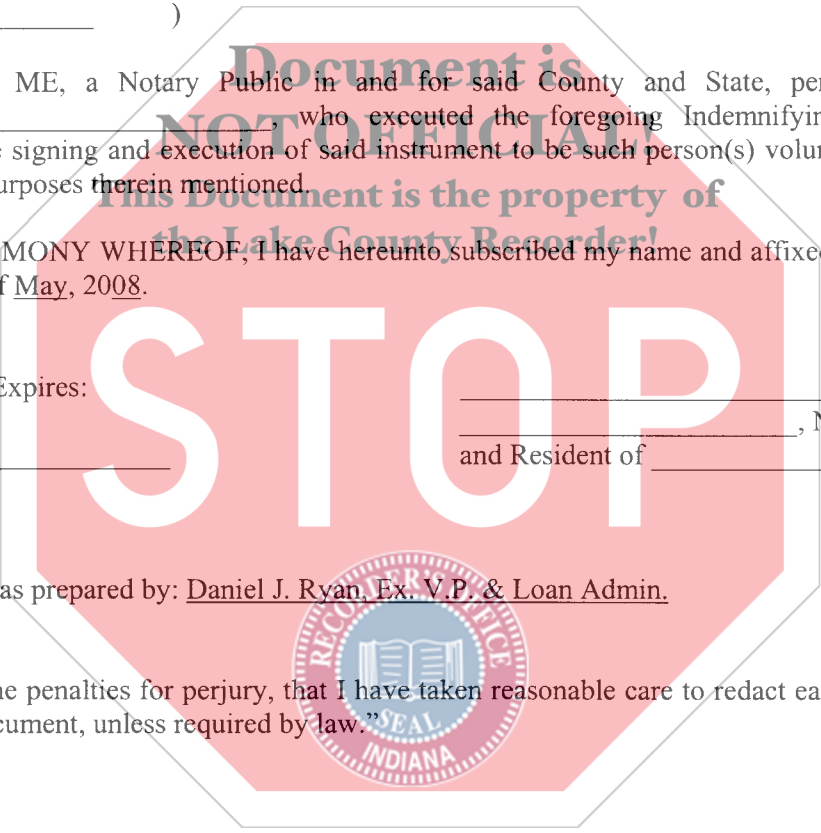 )
Document is
ME, a Notary Public in and for said County and State, per
, who executed the foregoing Indemnifyin
NOT OFFICIAL!
e signing and execution of said instrument to be such person(s) volun
urposes therein mentioned.
This Document is the property of
the Lake County Recorder!
MONY WHEREOF, I have hereunto subscribed my name and affixed
f May, 2008.
STOP
Expires:
, N
and Resident of
as prepared by: Daniel J. Ryan, Ex. V.P. & Loan Admin.
RECORDER'S OFFICE
ne penalties for perjury, that I have taken reasonable care to redact ea
cument, unless required by law."
SEAL
INDIANA